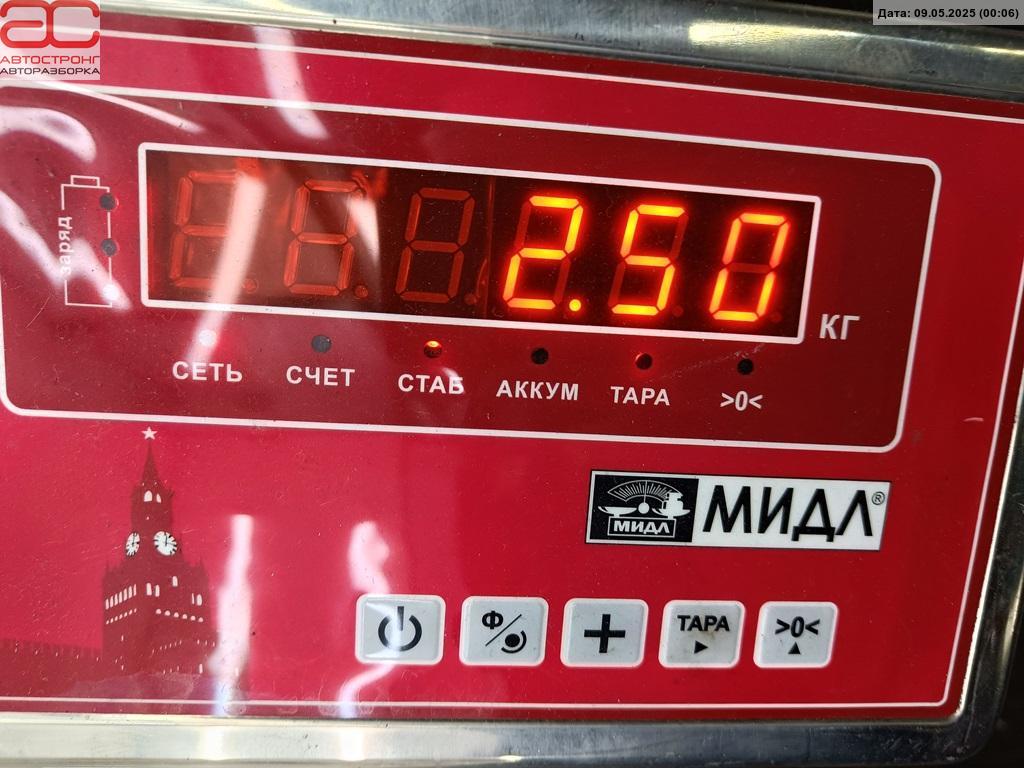 Дата: 09.05.2025 (00:06)
АС
АВТОСТРОНГ
АВТОРАЗБОРКА
заряд
2.50
КГ
СЕТЬ СЧЕТ СТАБ АККУМ ТАРА >0<
МИДЛ МИДЛ®
Ф ТАРА >0<